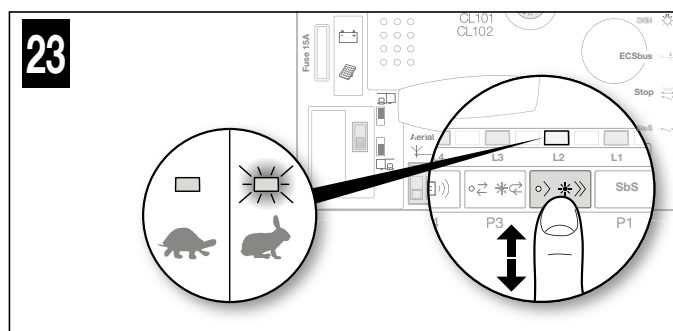 23
CL101
CL102
Fuse 15A
ECSbus
Stop
Aerial
L3
L2
L1
SbS
P3
P1